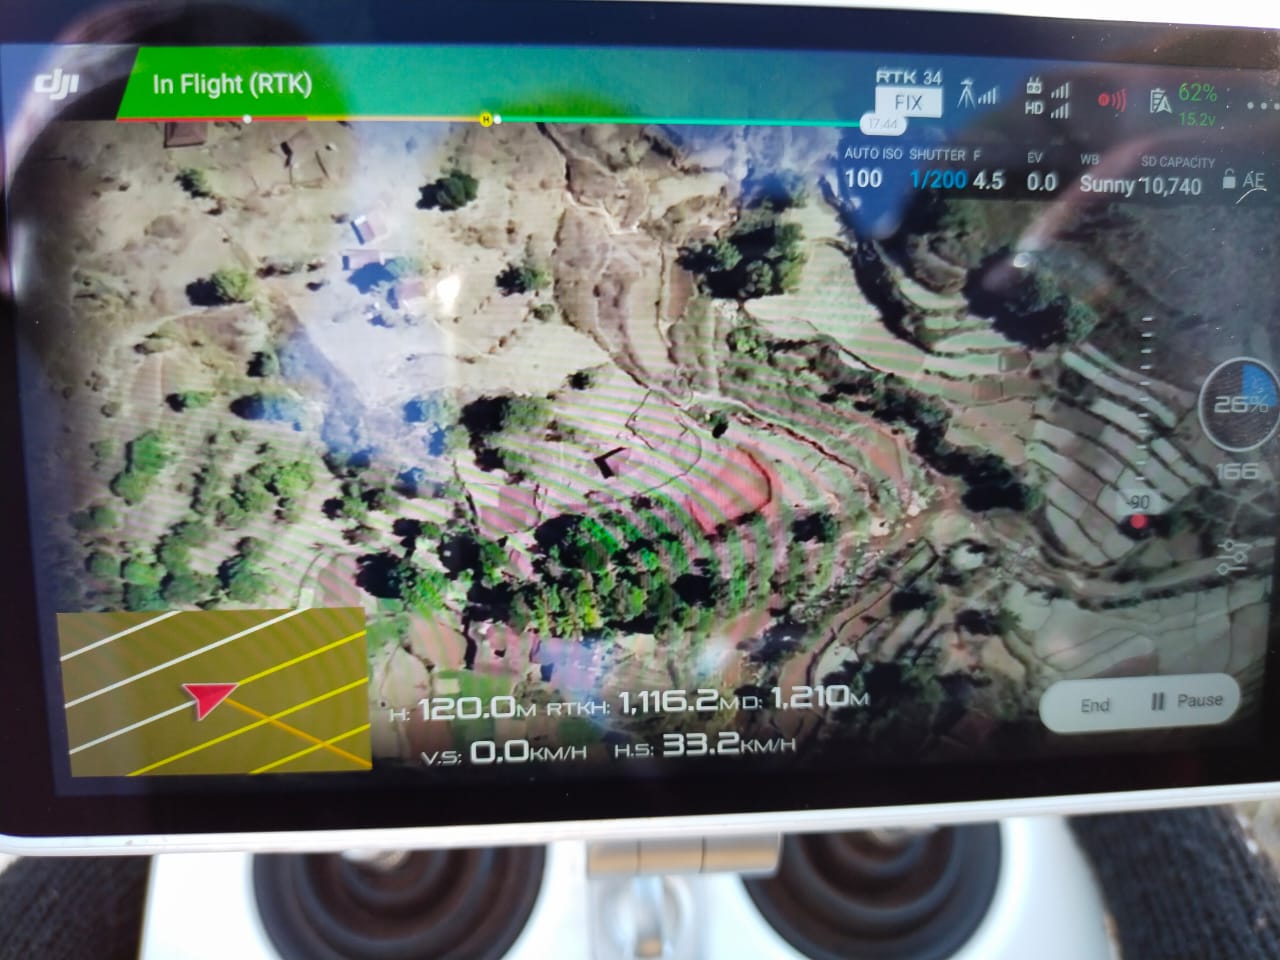 dji
In Flight (RTK)
RTK 34
FIX
HD
62%
15.2v
H
17:44
AUTO ISO SHUTTER F EV WB SD CAPACITY
100 1/200 4.5 0.0 Sunny 10,740 AE
26%
166
-90
End Pause
H: 120.0M RTKH: 1,116.2M D: 1,210M
V.S: 0.0KM/H H.S: 33.2KM/H